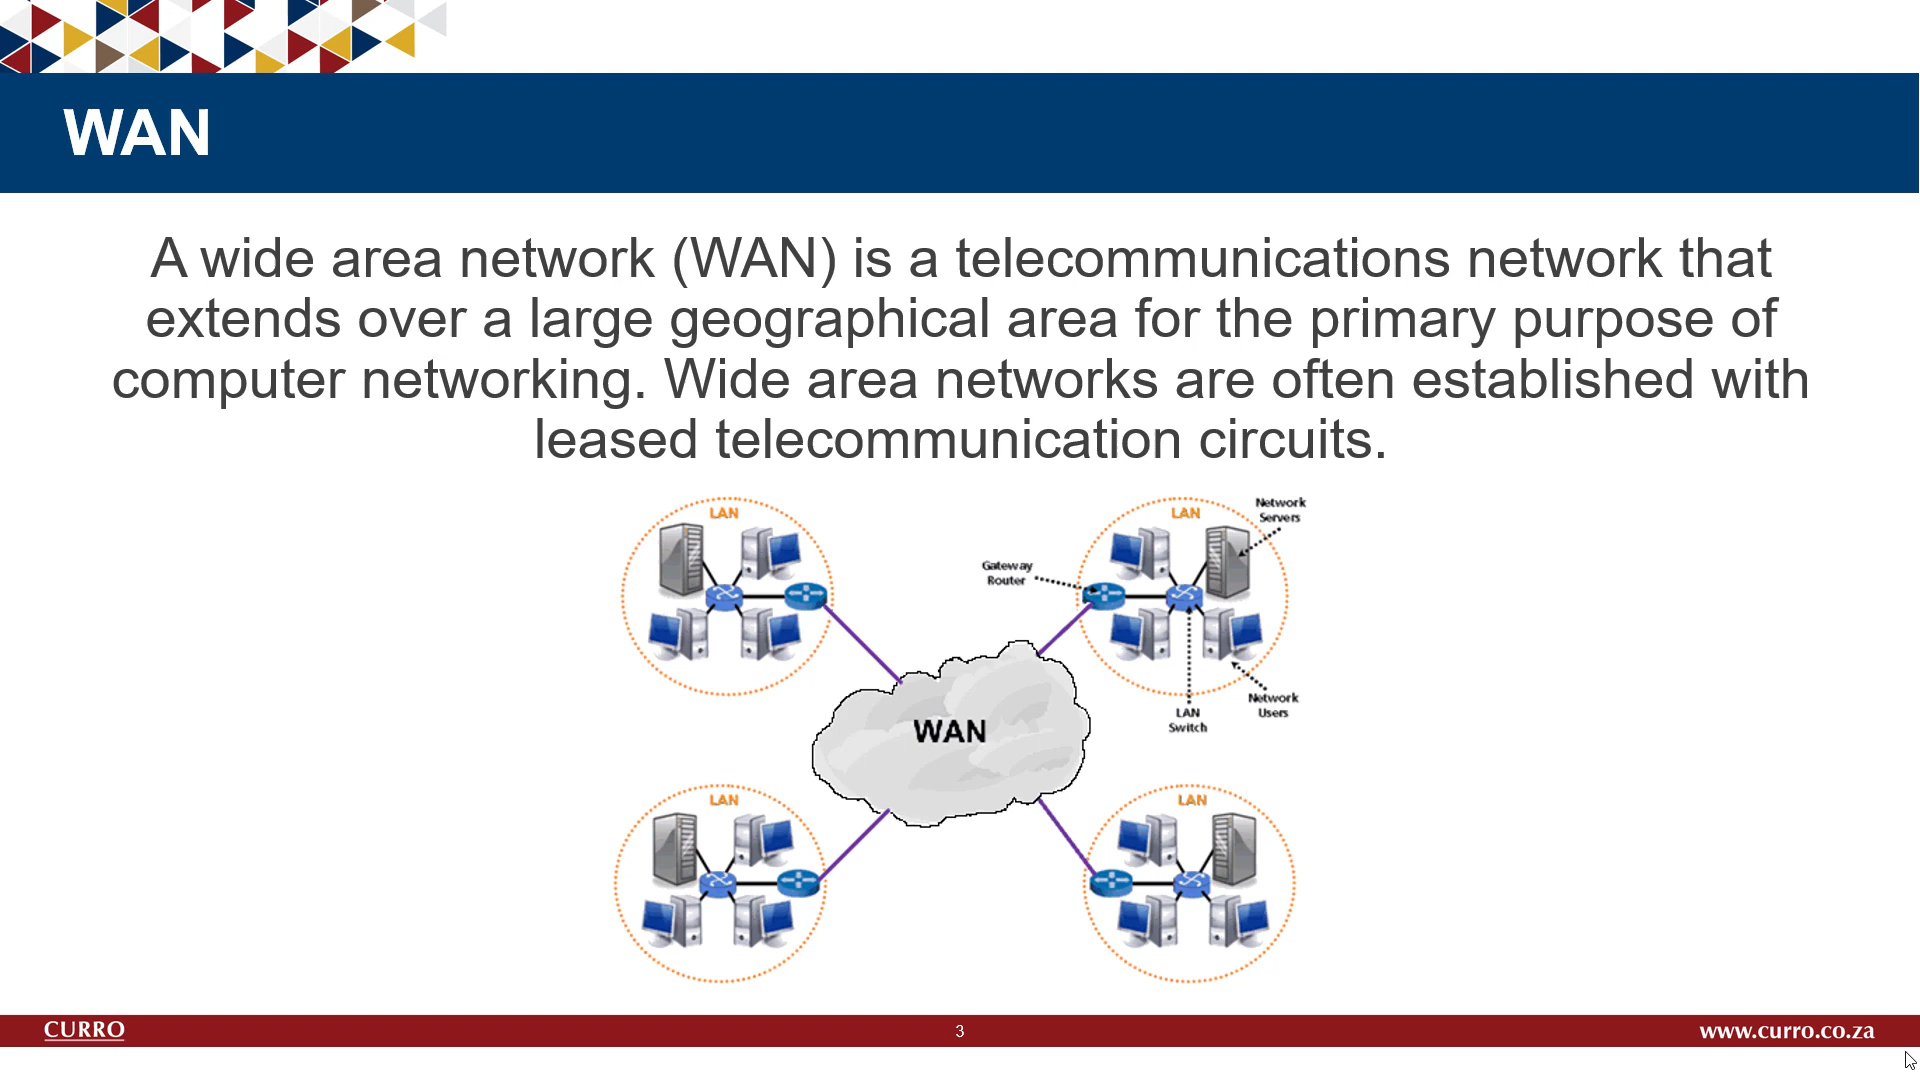 WAN
A wide area network (WAN) is a telecommunications network that
extends over a large geographical area for the primary purpose of
computer networking. Wide area networks are often established with
leased telecommunication circuits.
LAN
LAN
Network
Servers
Gateway
Router
Network
Users
LAN
Switch
WAN
LAN
LAN
CURRO
3
www.curro.co.za